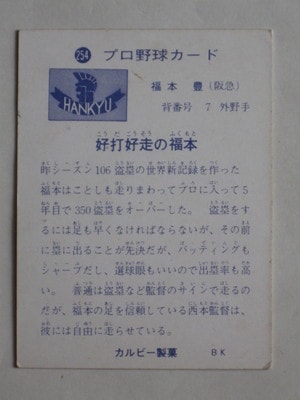 254 プロ野球カード
HANKYU
福本 豊(阪急)
背番号 7 外野手
好打好走の福本
昨シーズン106盗塁の世界新記録を作った
福本はことしも走りまわってプロに入って5
年目で350盗塁をオーバーした。 盗塁をす
るには足も早くなければならないが、その前
に塁に出ることが先決だが、バッティングも
シャープだし、選球眼もいいので出塁率も高
い。 普通は盗塁など監督のサインで走るの
だが、福本の足を信頼している西本監督は、
彼には自由に走らせている。
カルビー製菓 BK